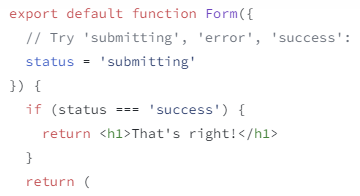 export default function Form({
  // Try 'submitting', 'error', 'success':
  status = 'submitting'
}) {
  if (status === 'success') {
    return <h1>That's right!</h1>
  }
  return (